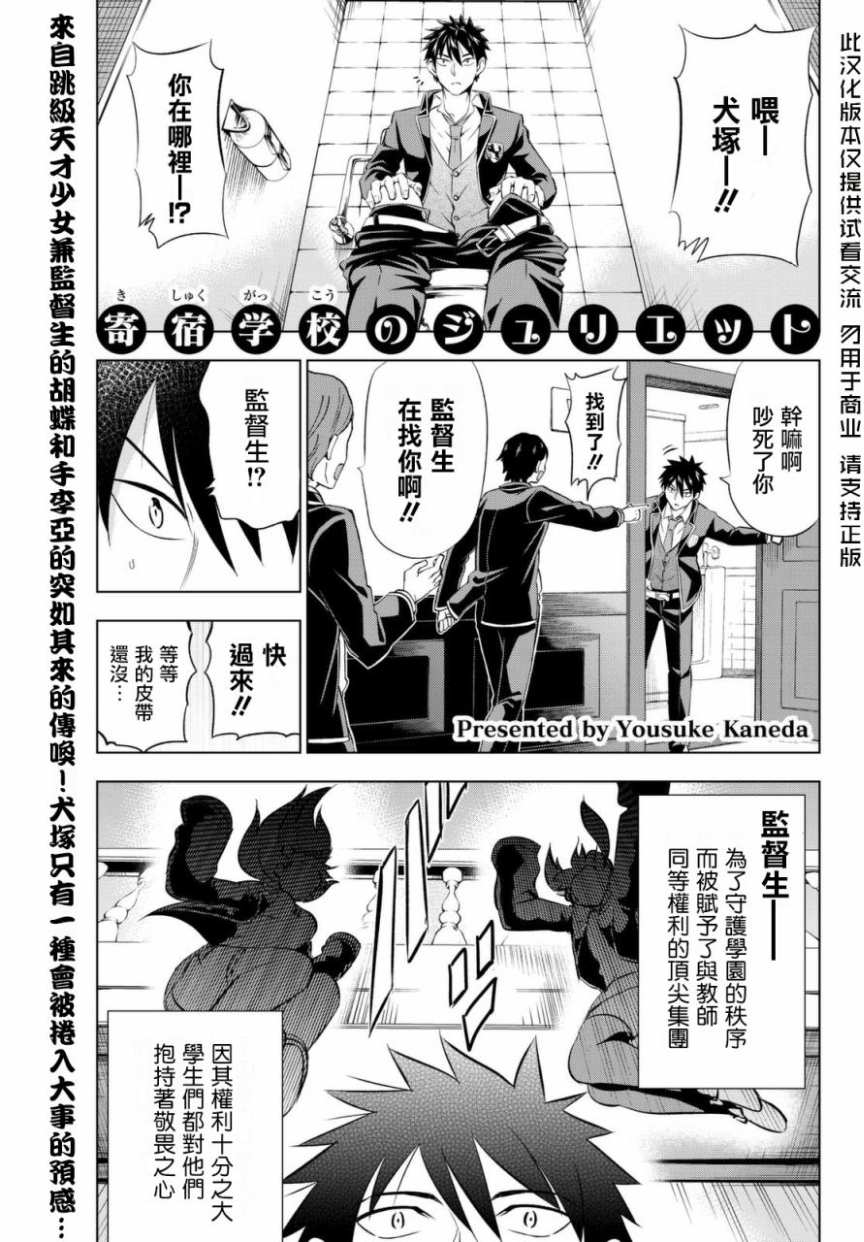 此汉化版本仅提供试看交流 勿用于商业 请支持正版
喂—
犬塚—!!
你在哪裡—!?
きしゅくがっこう
寄宿学校のジュリエット
幹嘛啊
吵死了你
找到了!!
監督生
在找你啊!!
監督生!?
快
過來!!
等等
我的皮帶
還沒…
Presented by Yousuke Kaneda
監督生——
為了守護學園的秩序
而被賦予了與教師
同等權利的頂尖集團
因其權利十分之大
學生們都對他們
抱持著敬畏之心
來自跳級天才少女兼監督生的胡蝶和手李亞的突如其來的傳喚!犬塚只有一種會被捲入大事的預感…